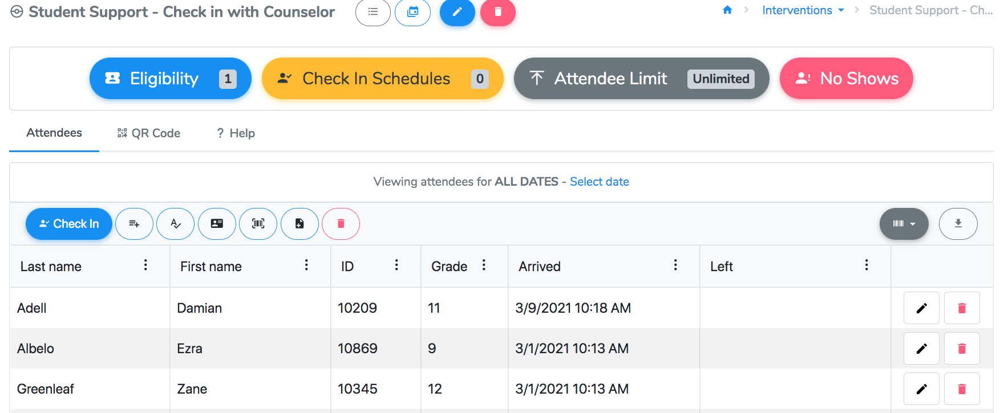 Student Support - Check in with Counselor
Interventions
Student Support - Ch...
Eligibility 1
Check In Schedules 0
Attendee Limit Unlimited
No Shows
Attendees
QR Code
? Help
Viewing attendees for ALL DATES - Select date
Check In
Last name First name ID Grade Arrived Left
Adell Damian 10209 11 3/9/2021 10:18 AM
Albelo Ezra 10869 9 3/1/2021 10:13 AM
Greenleaf Zane 10345 12 3/1/2021 10:13 AM